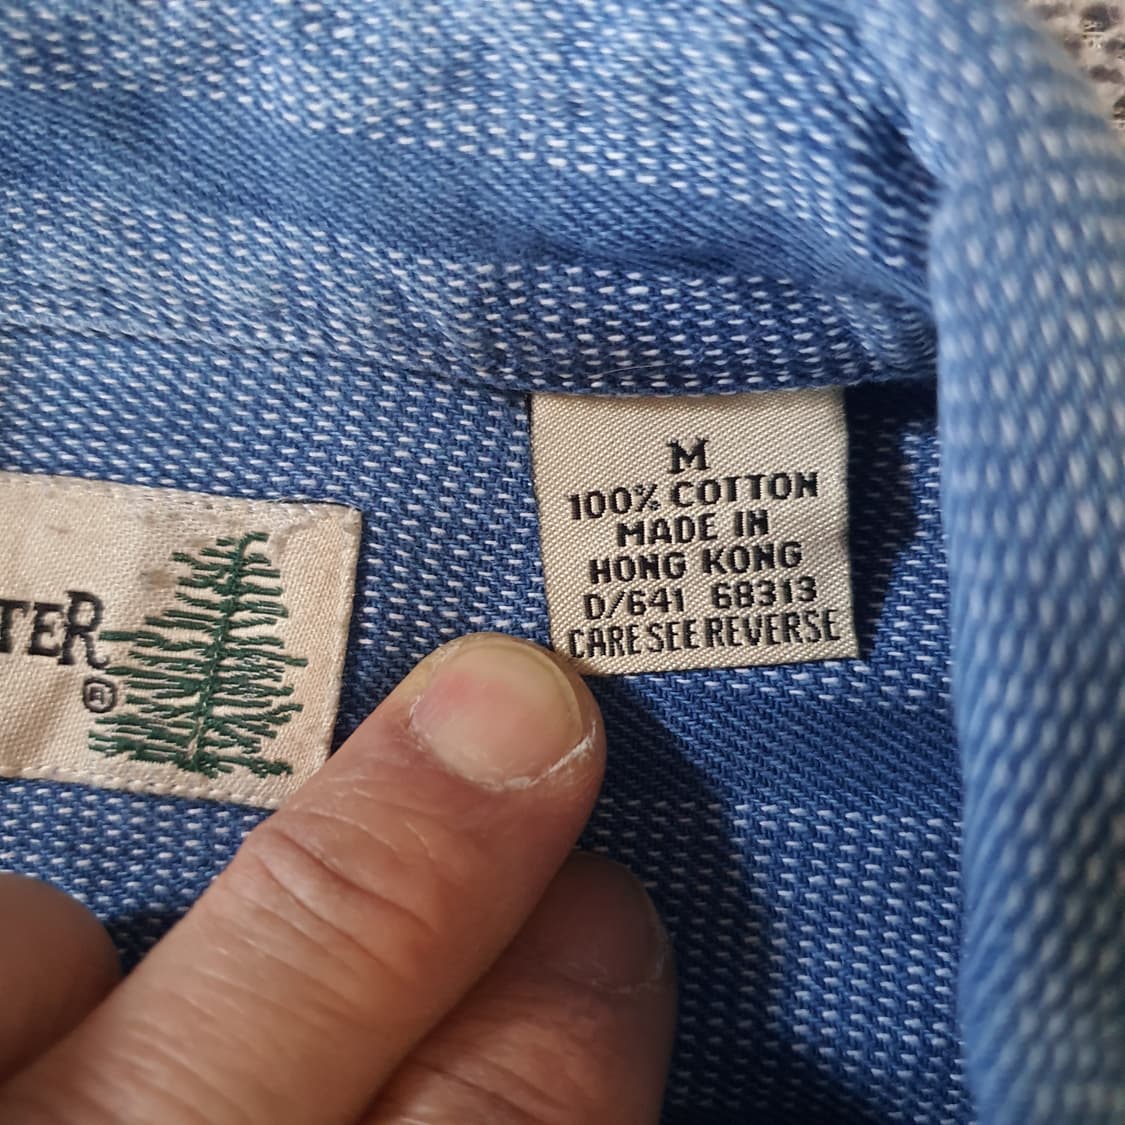 TER
®
M
100% COTTON
MADE IN
HONG KONG
D/641 68313
CARE SEE REVERSE